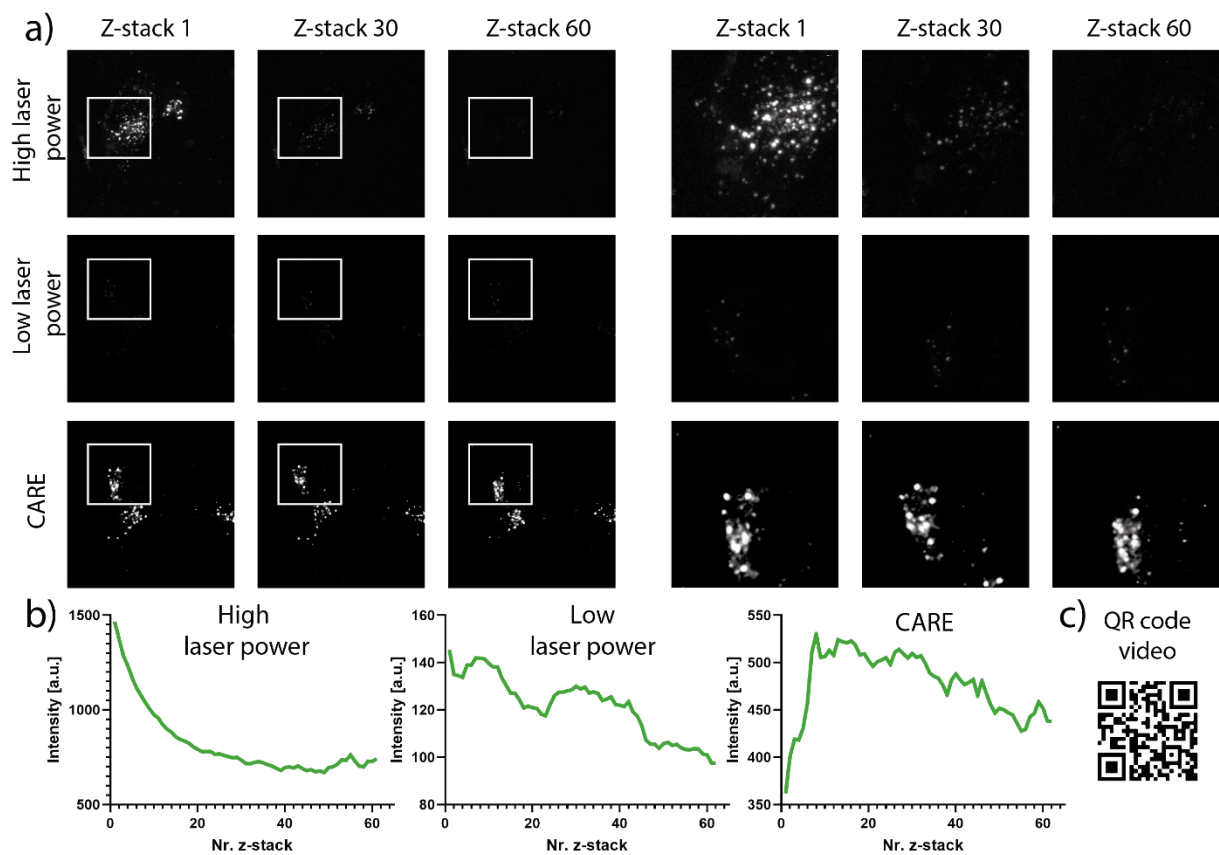 a)
Z-stack 1
Z-stack 30
Z-stack 60
Z-stack 1
Z-stack 30
Z-stack 60
High laser
power
Low laser
power
CARE
b)
High
laser power
Intensity [a.u.]
1500
1000
500
0
20
40
60
Nr. z-stack
Low
laser power
Intensity [a.u.]
160
140
120
100
80
0
20
40
60
Nr. z-stack
CARE
Intensity [a.u.]
550
500
450
400
350
0
20
40
60
Nr. z-stack
c)
QR code
video